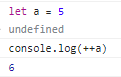 let a = 5
undefined
console.log(++a)
6